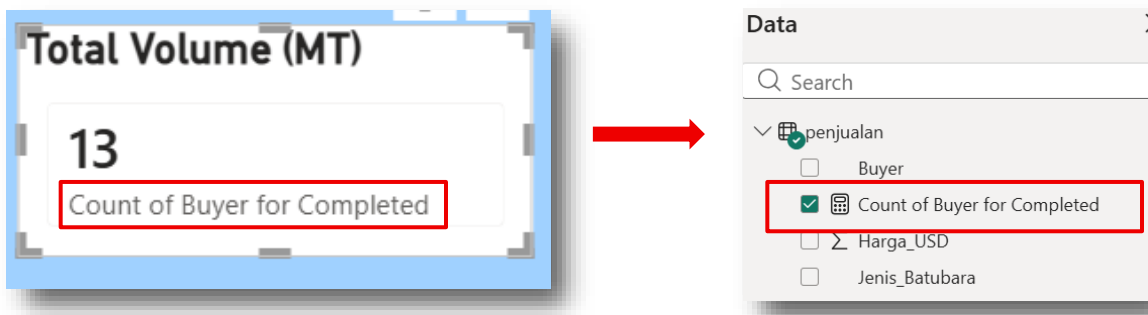 Total Volume (MT)
13
Count of Buyer for Completed
Data
Search
penjualan
Buyer
Count of Buyer for Completed
Harga_USD
Jenis_Batubara